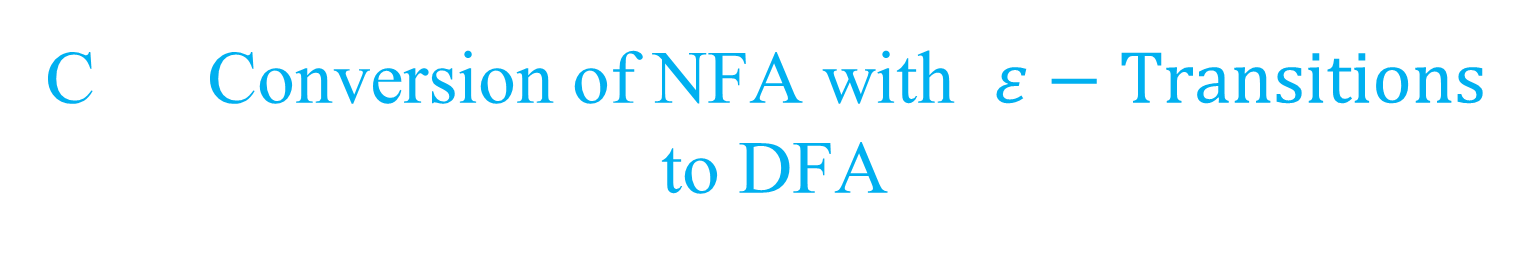 C Conversion of NFA with ε − Transitions
to DFA